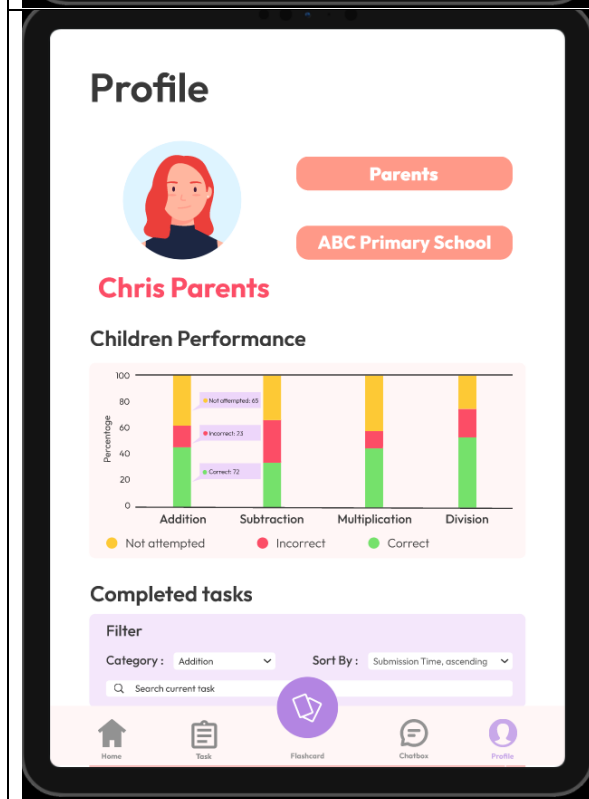 Profile
Parents
ABC Primary School
Chris Parents
Children Performance
Percentage
100
80
60
40
20
0
Not attempted: 65
Incorrect: 23
Correct: 72
Addition Subtraction Multiplication Division
Not attempted Incorrect Correct
Completed tasks
Filter
Category : Addition Sort By : Submission Time, ascending
Search current task
Home Task Flashcard Chatbox Profile